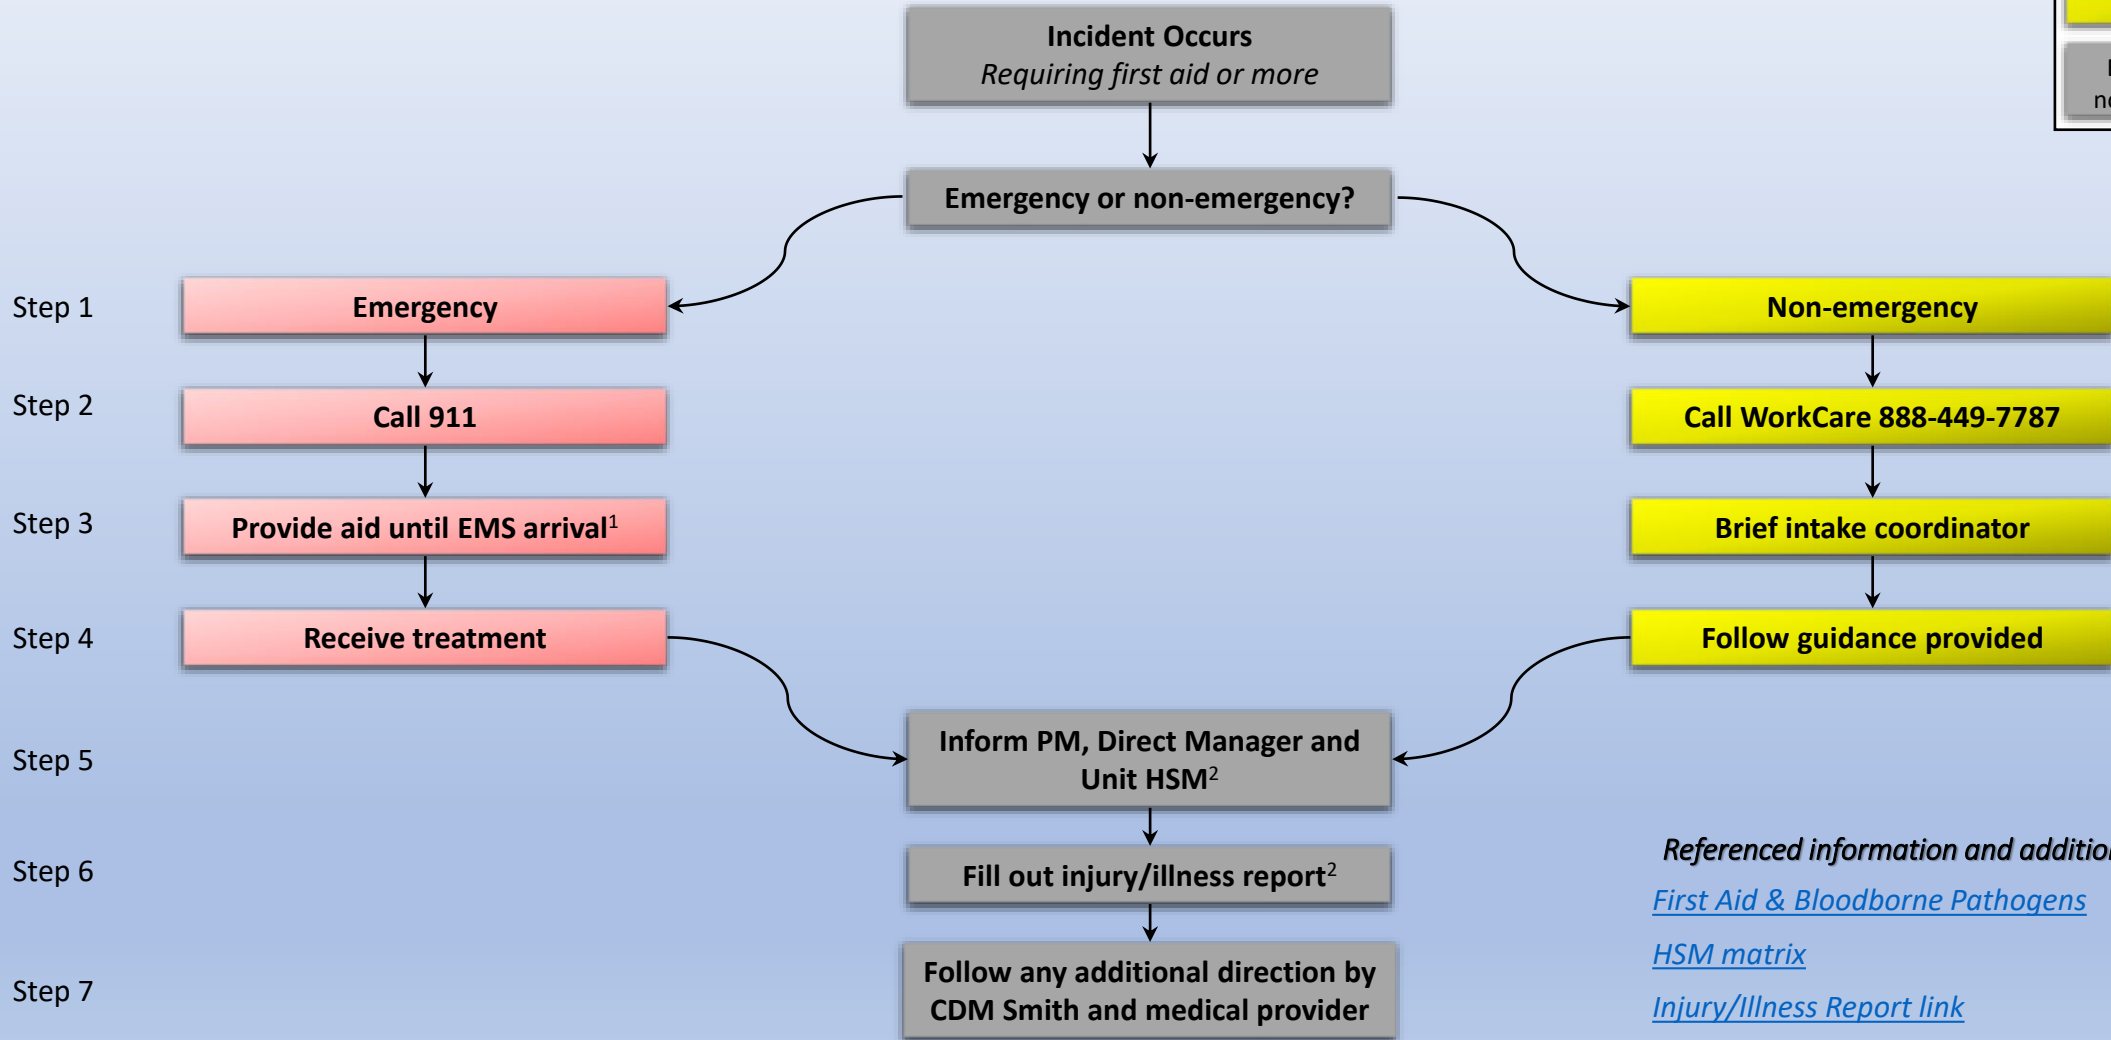 Incident Occurs
Requiring first aid or more
Emergency or non-emergency?
Step 1
Emergency
Non-emergency
Step 2
Call 911
Call WorkCare 888-449-7787
Step 3
Provide aid until EMS arrival¹
Brief intake coordinator
Step 4
Receive treatment
Follow guidance provided
Step 5
Inform PM, Direct Manager and
Unit HSM²
Step 6
Fill out injury/illness report²
Step 7
Follow any additional direction by
CDM Smith and medical provider
Referenced information and
First Aid & Bloodborne Pathogens
HSM matrix
Injury/Illness Report link